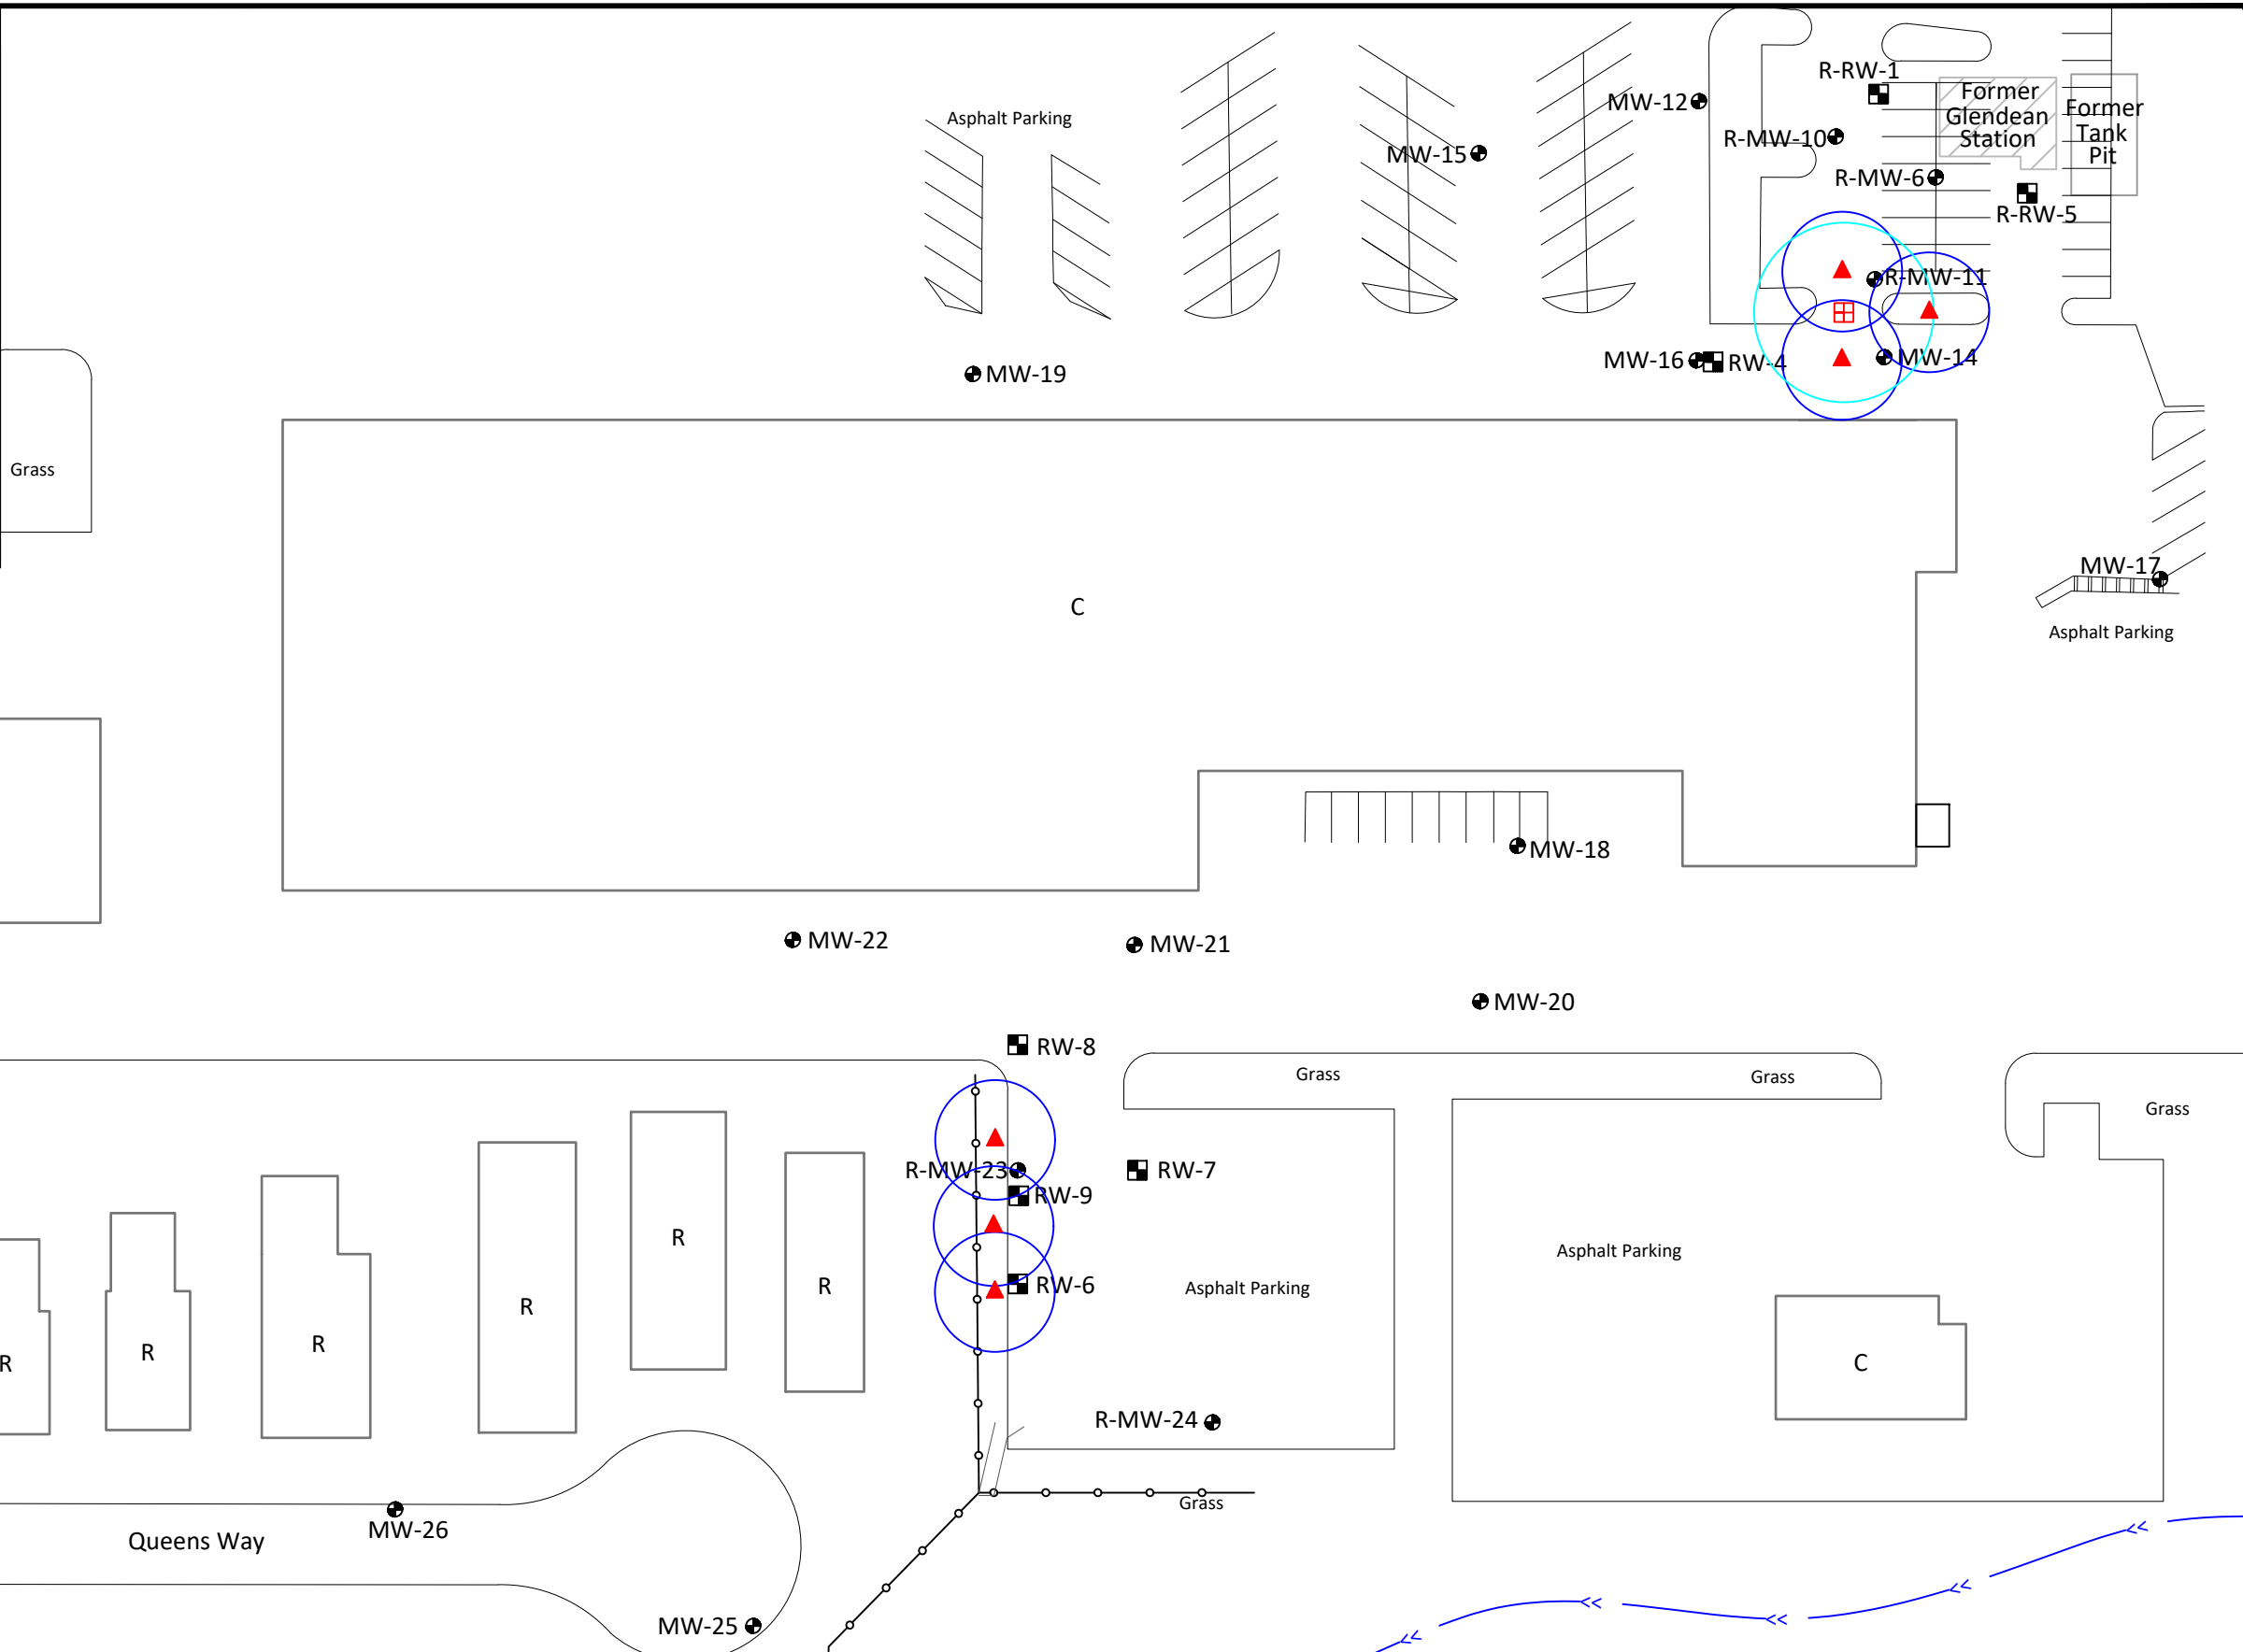 R-RW-1
Former
Glendean
Station
Former
Tank
Pit
MW-12
Asphalt Parking
R-MW-10
MW-15
R-MW-6
R-RW-5
R-MW-11
MW-16
RW-4
MW-14
MW-19
Grass
MW-17
C
Asphalt Parking
MW-18
MW-22
MW-21
MW-20
RW-8
Grass
Grass
Grass
R-MW-23
RW-7
RW-9
R
Asphalt Parking
R
RW-6
Asphalt Parking
R
R
R
R
C
R-MW-24
Grass
MW-26
Queens Way
MW-25